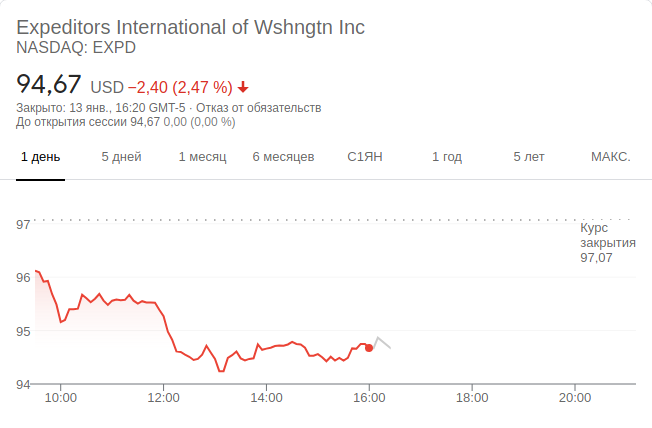 Expeditors International of Wshngtn Inc
NASDAQ: EXPD
94,67 USD −2,40 (2,47 %)
Закрыто: 13 янв., 16:20 GMT-5 · Отказ от обязательств
До открытия сессии 94,67 0,00 (0,00 %)
1 день 5 дней 1 месяц 6 месяцев С1ЯН 1 год 5 лет МАКС.
97
Курс
закрытия
97,07
96
95
94
10:00 12:00 14:00 16:00 18:00 20:00